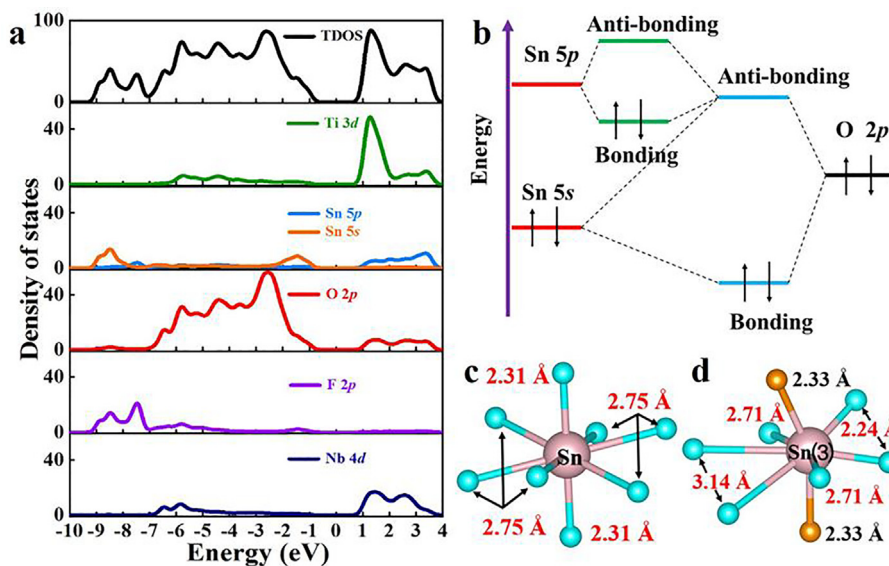 a
Density of states
100
50
0
TDOS
40
0
Ti 3d
40
0
Sn 5p
Sn 5s
40
0
O 2p
40
0
F 2p
40
0
Nb 4d
-10 -9 -8 -7 -6 -5 -4 -3 -2 -1 0 1 2 3 4
Energy (eV)
b
Energy
Anti-bonding
Sn 5p
Anti-bonding
Bonding
O 2p
Sn 5s
Bonding
c
2.31 Å
2.75 Å
Sn
2.75 Å
2.31 Å
d
2.33 Å
2.71 Å
2.24 Å
Sn(3)
3.14 Å
2.71 Å
2.33 Å